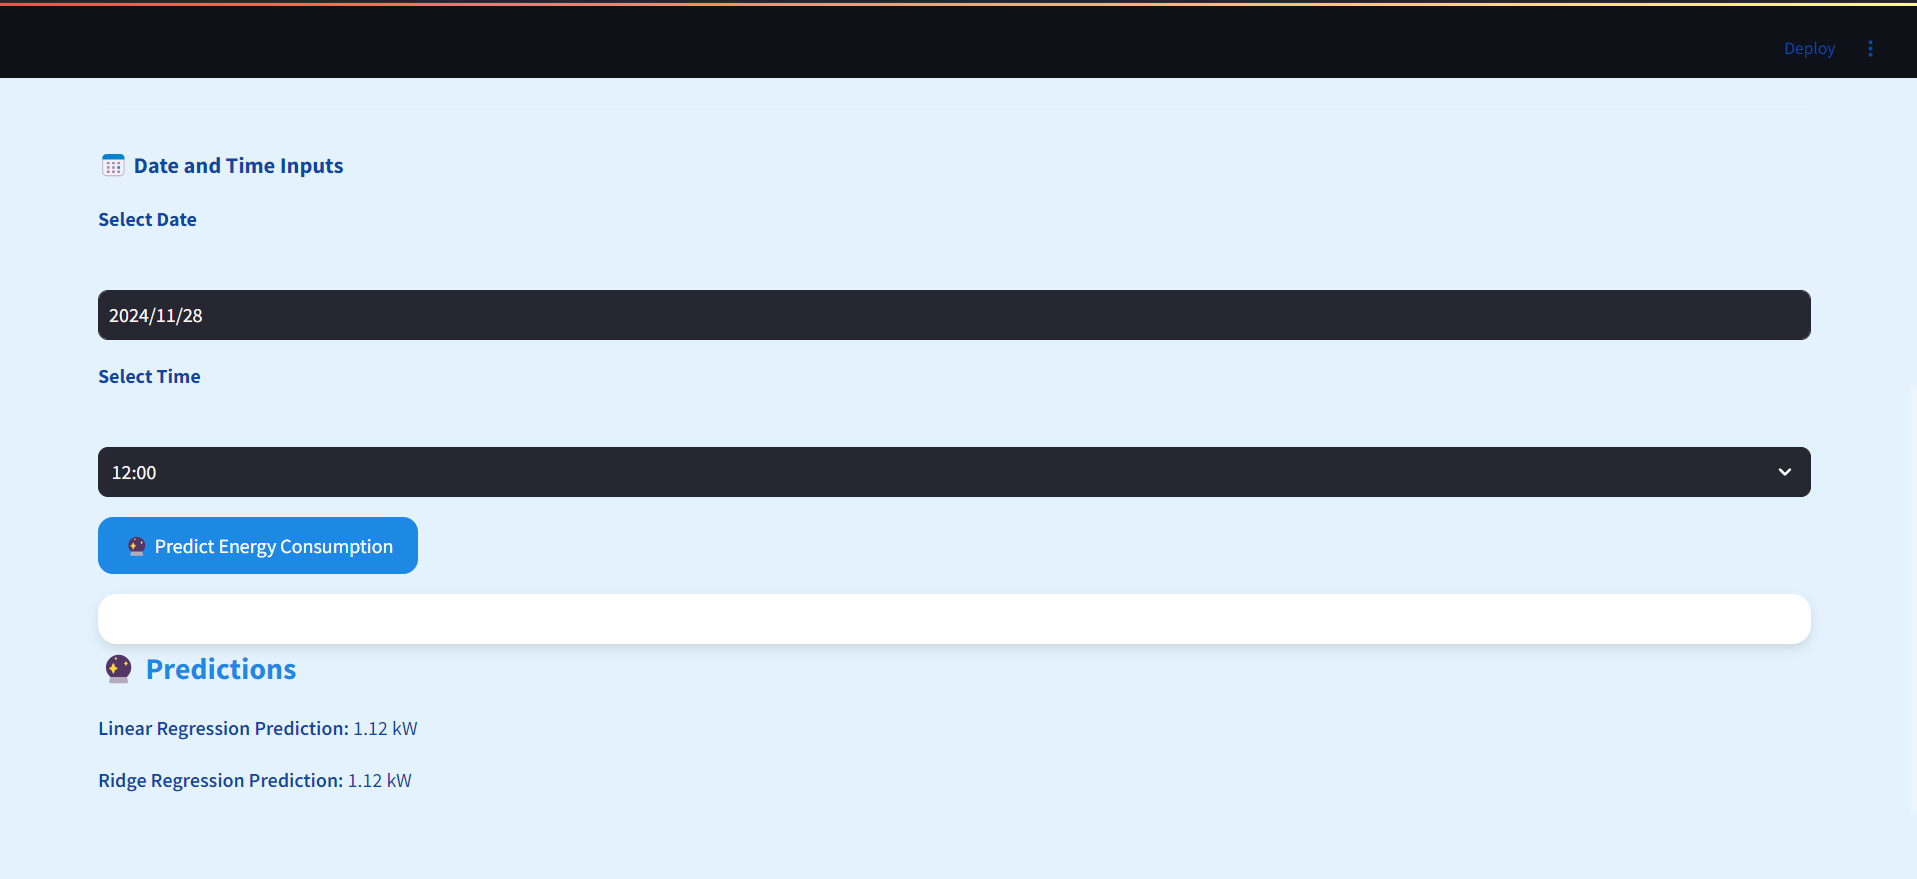 Deploy
Date and Time Inputs
Select Date
2024/11/28
Select Time
12:00
Predict Energy Consumption
Predictions
Linear Regression Prediction: 1.12 kW
Ridge Regression Prediction: 1.12 kW